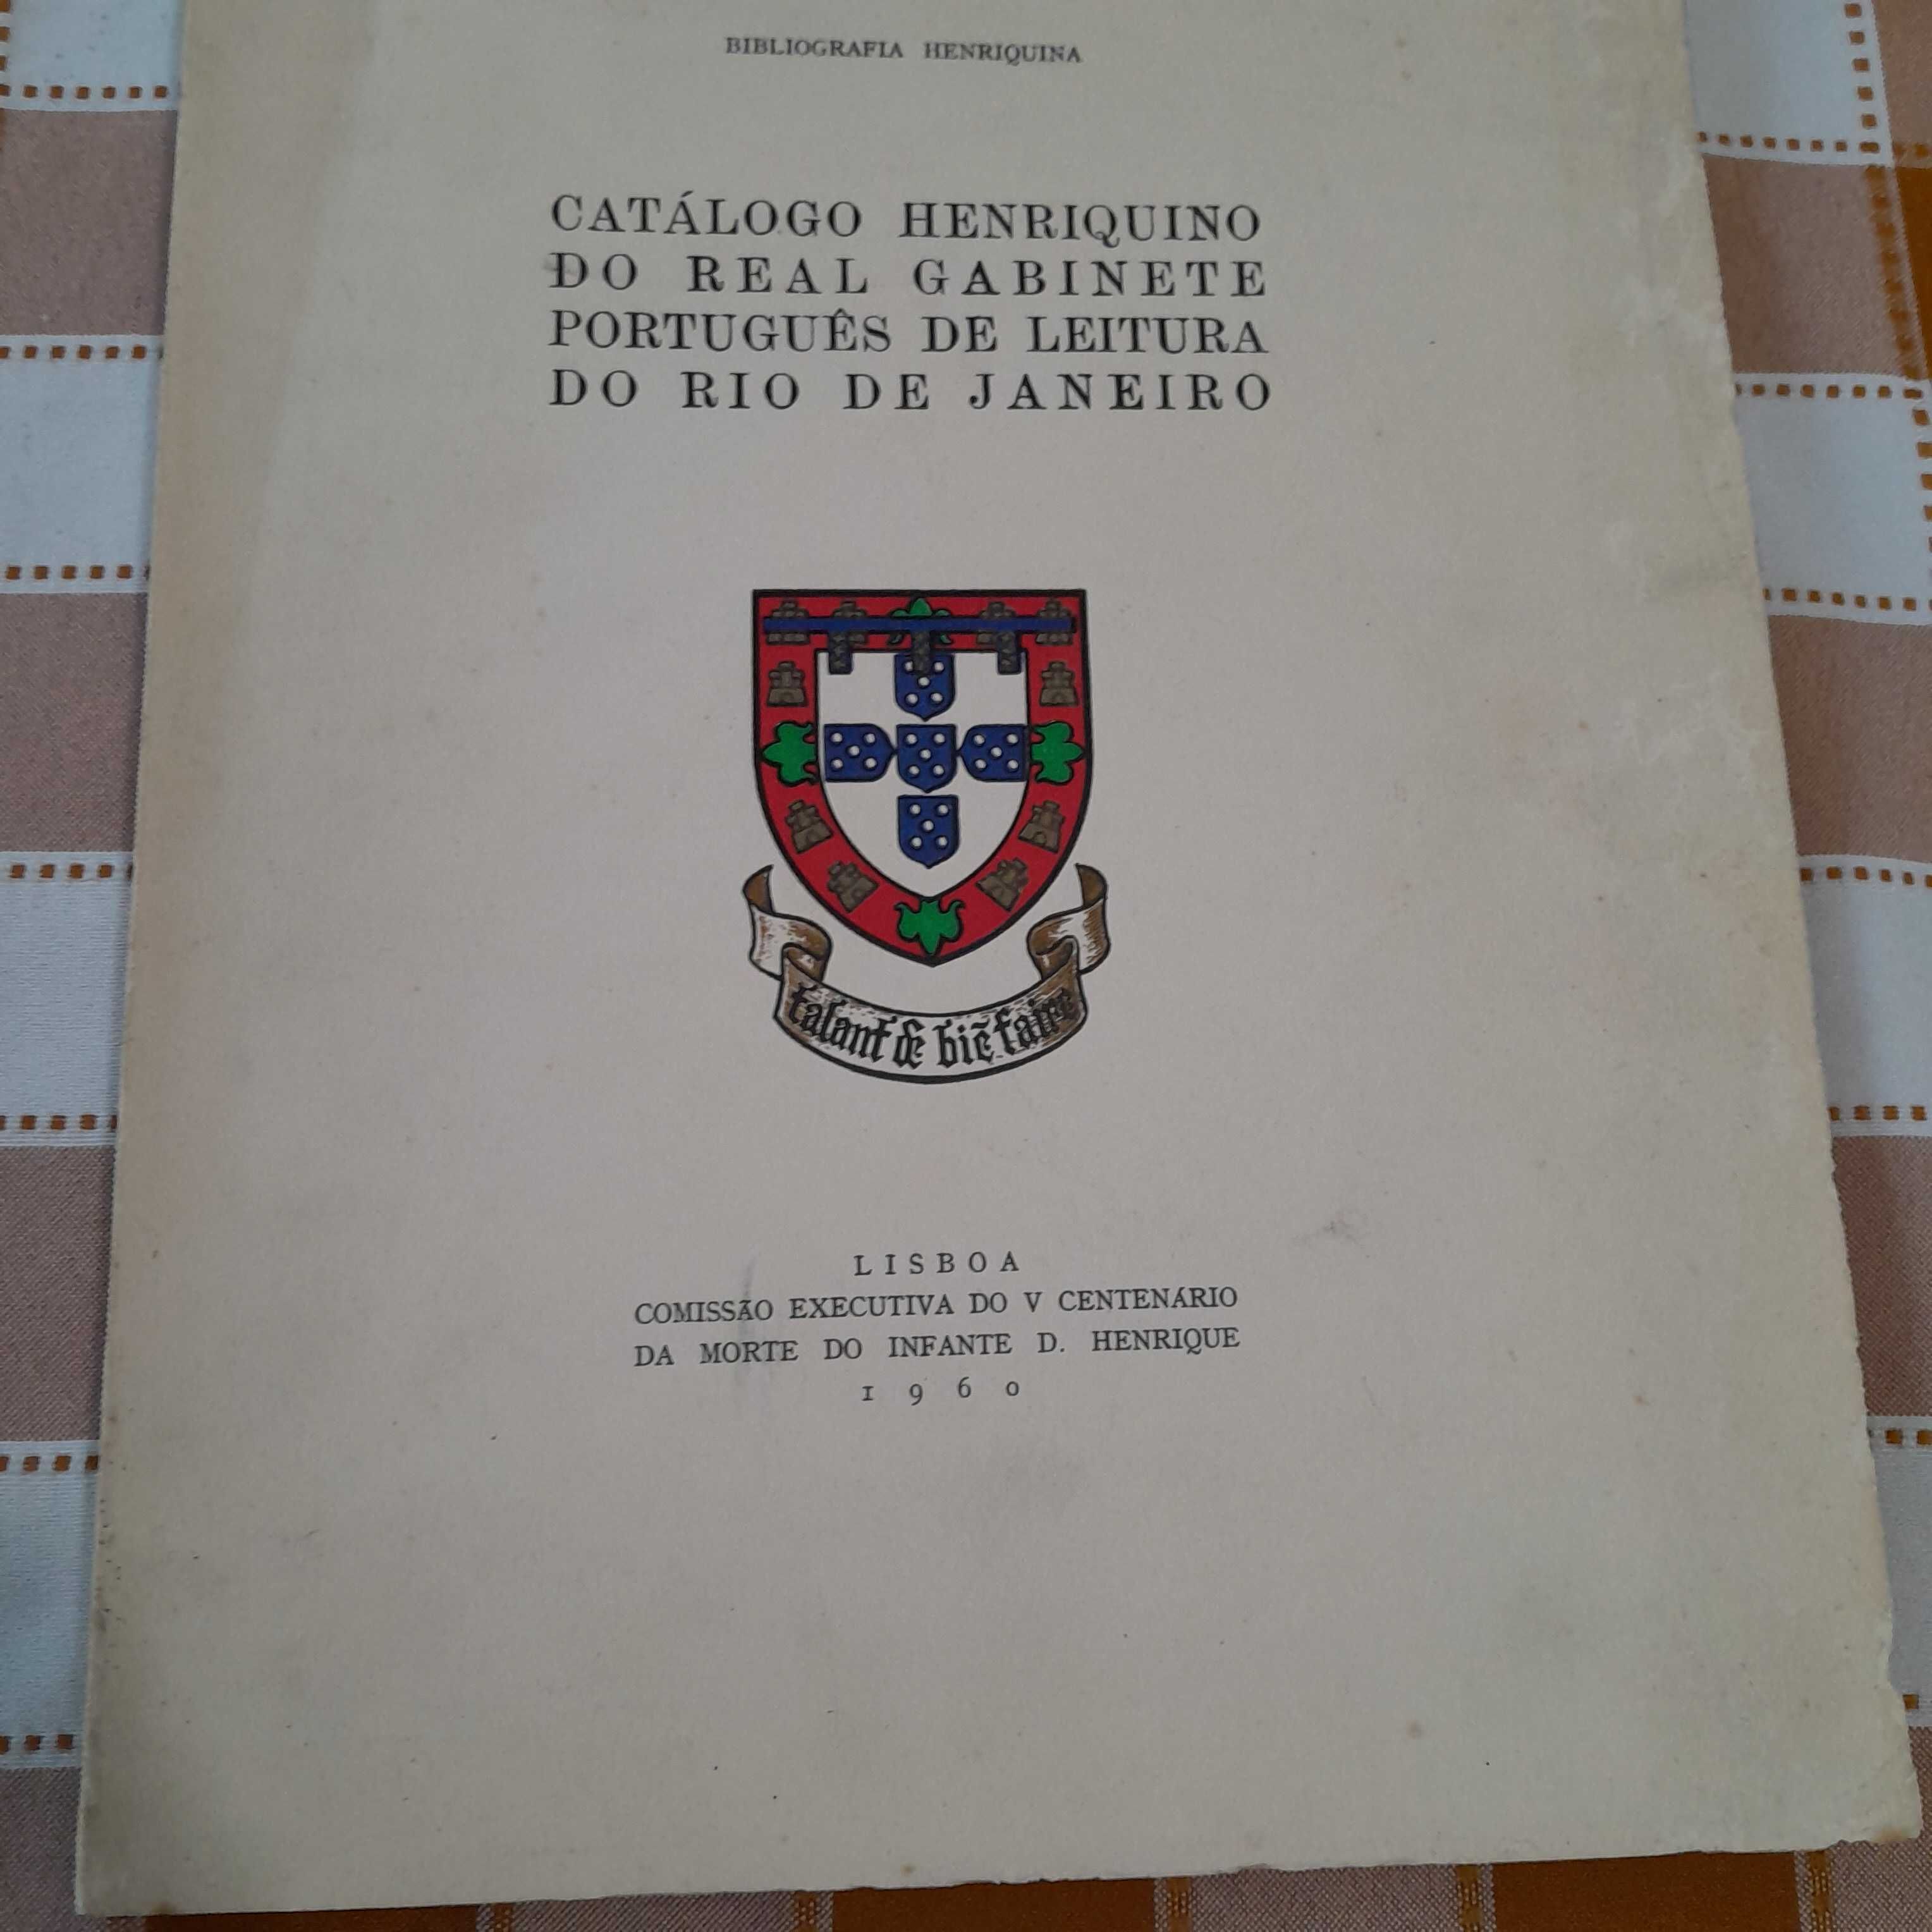 BIBLIOGRAFIA HENRIQUINA
CATÁLOGO HENRIQUINO
DO REAL GABINETE
PORTUGUÊS DE LEITURA
DO RIO DE JANEIRO
talant de biẽ faire
LISBOA
COMISSÃO EXECUTIVA DO V CENTENÁRIO
DA MORTE DO INFANTE D. HENRIQUE
1960